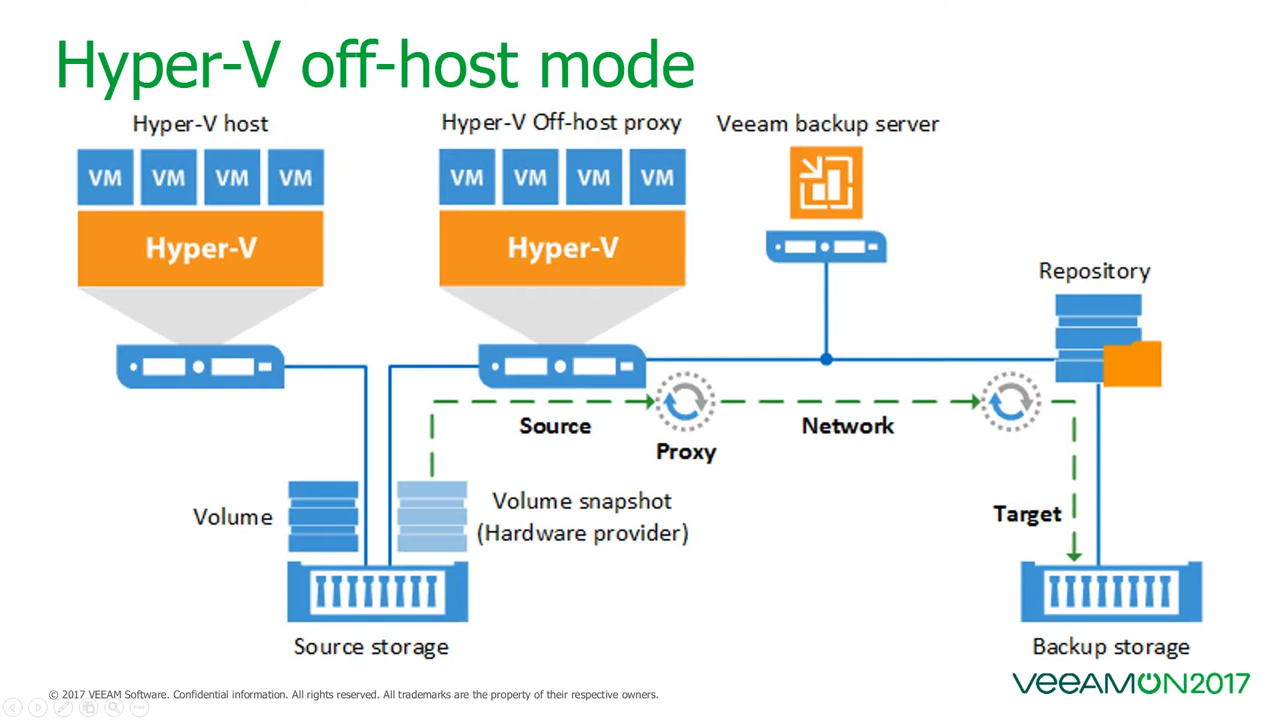 Hyper-V off-host mode
Hyper-V host
Hyper-V Off-host proxy
Veeam backup server
VM VM VM VM
VM VM VM VM
Hyper-V
Hyper-V
Repository
Source
Network
Proxy
Volume
Volume snapshot
(Hardware provider)
Target
Source storage
Backup storage
© 2017 VEEAM Software. Confidential information. All rights reserved. All trademarks are the property of their respective owners.
VEEAMON2017